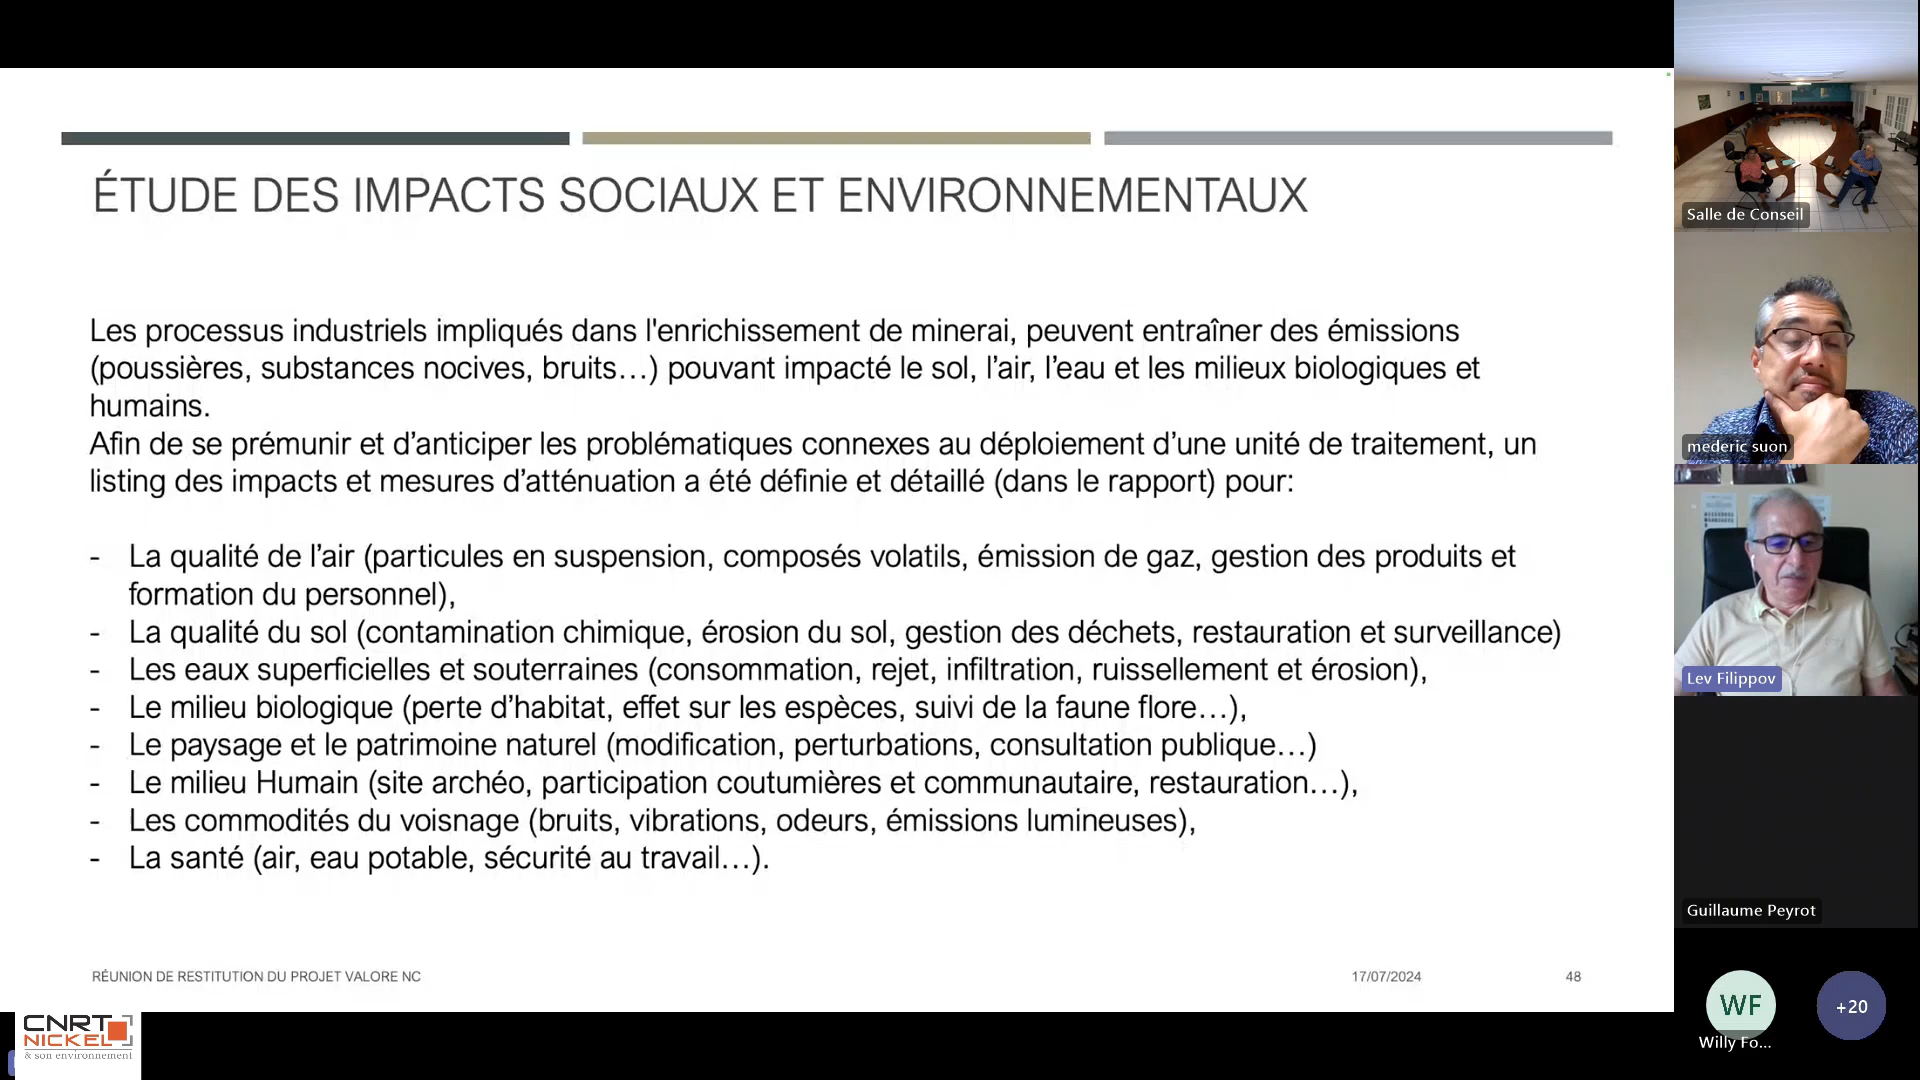 ÉTUDE DES IMPACTS SOCIAUX ET ENVIRONNEMENTAUX
Les processus industriels impliqués dans l'enrichissement de minerai, peuvent entraîner des émissions
(poussières, substances nocives, bruits…) pouvant impacté le sol, l’air, l’eau et les milieux biologiques et
humains.
Afin de se prémunir et d’anticiper les problématiques connexes au déploiement d’une unité de traitement, un
listing des impacts et mesures d’atténuation a été définie et détaillé (dans le rapport) pour:
- La qualité de l’air (particules en suspension, composés volatils, émission de gaz, gestion des produits et
formation du personnel),
- La qualité du sol (contamination chimique, érosion du sol, gestion des déchets, restauration et surveillance)
- Les eaux superficielles et souterraines (consommation, rejet, infiltration, ruissellement et érosion),
- Le milieu biologique (perte d’habitat, effet sur les espèces, suivi de la faune flore…),
- Le paysage et le patrimoine naturel (modification, perturbations, consultation publique…)
- Le milieu Humain (site archéo, participation coutumières et communautaire, restauration…),
- Les commodités du voisnage (bruits, vibrations, odeurs, émissions lumineuses),
- La santé (air, eau potable, sécurité au travail…).
RÉUNION DE RESTITUTION DU PROJET VALORE NC
17/07/2024
48
CNRT
NICKEL
& son environnement
Salle de Conseil
mederic suon
Lev Filippov
Guillaume Peyrot
WF
+20
Willy Fo...